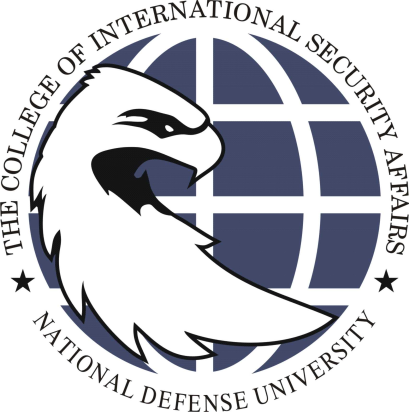 THE COLLEGE OF INTERNATIONAL SECURITY AFFAIRS
NATIONAL DEFENSE UNIVERSITY